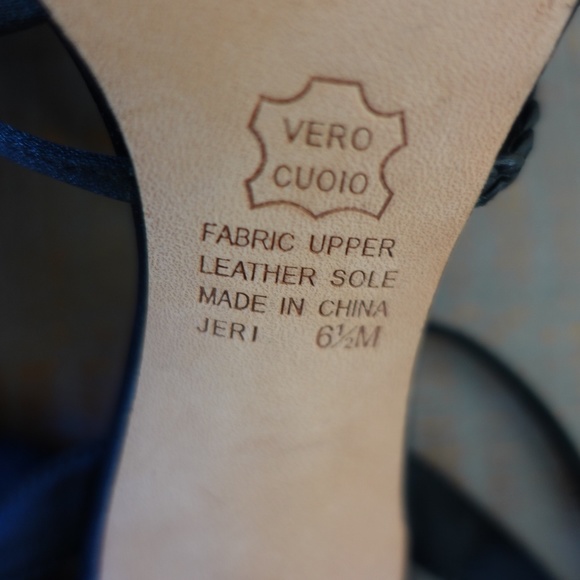 VERO
CUOIO
FABRIC UPPER
LEATHER SOLE
MADE IN CHINA
JERI 6½M